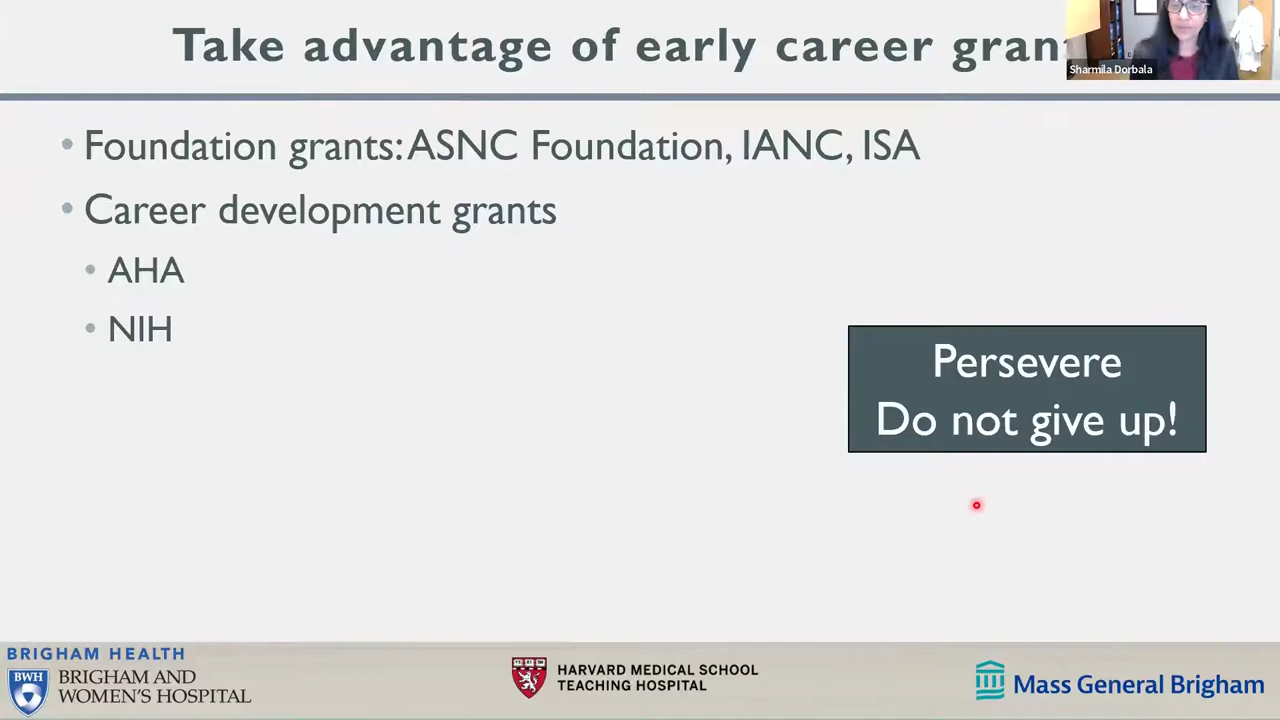 Take advantage of early career gran
Sharmila Dorbala
• Foundation grants: ASNC Foundation, IANC, ISA
• Career development grants
• AHA
• NIH
Persevere
Do not give up!
BRIGHAM HEALTH
BWH
BRIGHAM AND
WOMEN'S HOSPITAL
HARVARD MEDICAL SCHOOL
TEACHING HOSPITAL
Mass General Brigham